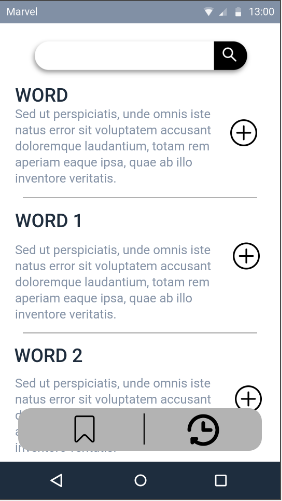 Marvel 13:00
WORD
Sed ut perspiciatis, unde omnis iste
natus error sit voluptatem accusant
doloremque laudantium, totam rem
aperiam eaque ipsa, quae ab illo
inventore veritatis.
WORD 1
Sed ut perspiciatis, unde omnis iste
natus error sit voluptatem accusant
doloremque laudantium, totam rem
aperiam eaque ipsa, quae ab illo
inventore veritatis.
WORD 2
Sed ut perspiciatis, unde omnis iste
natus error sit voluptatem accusant